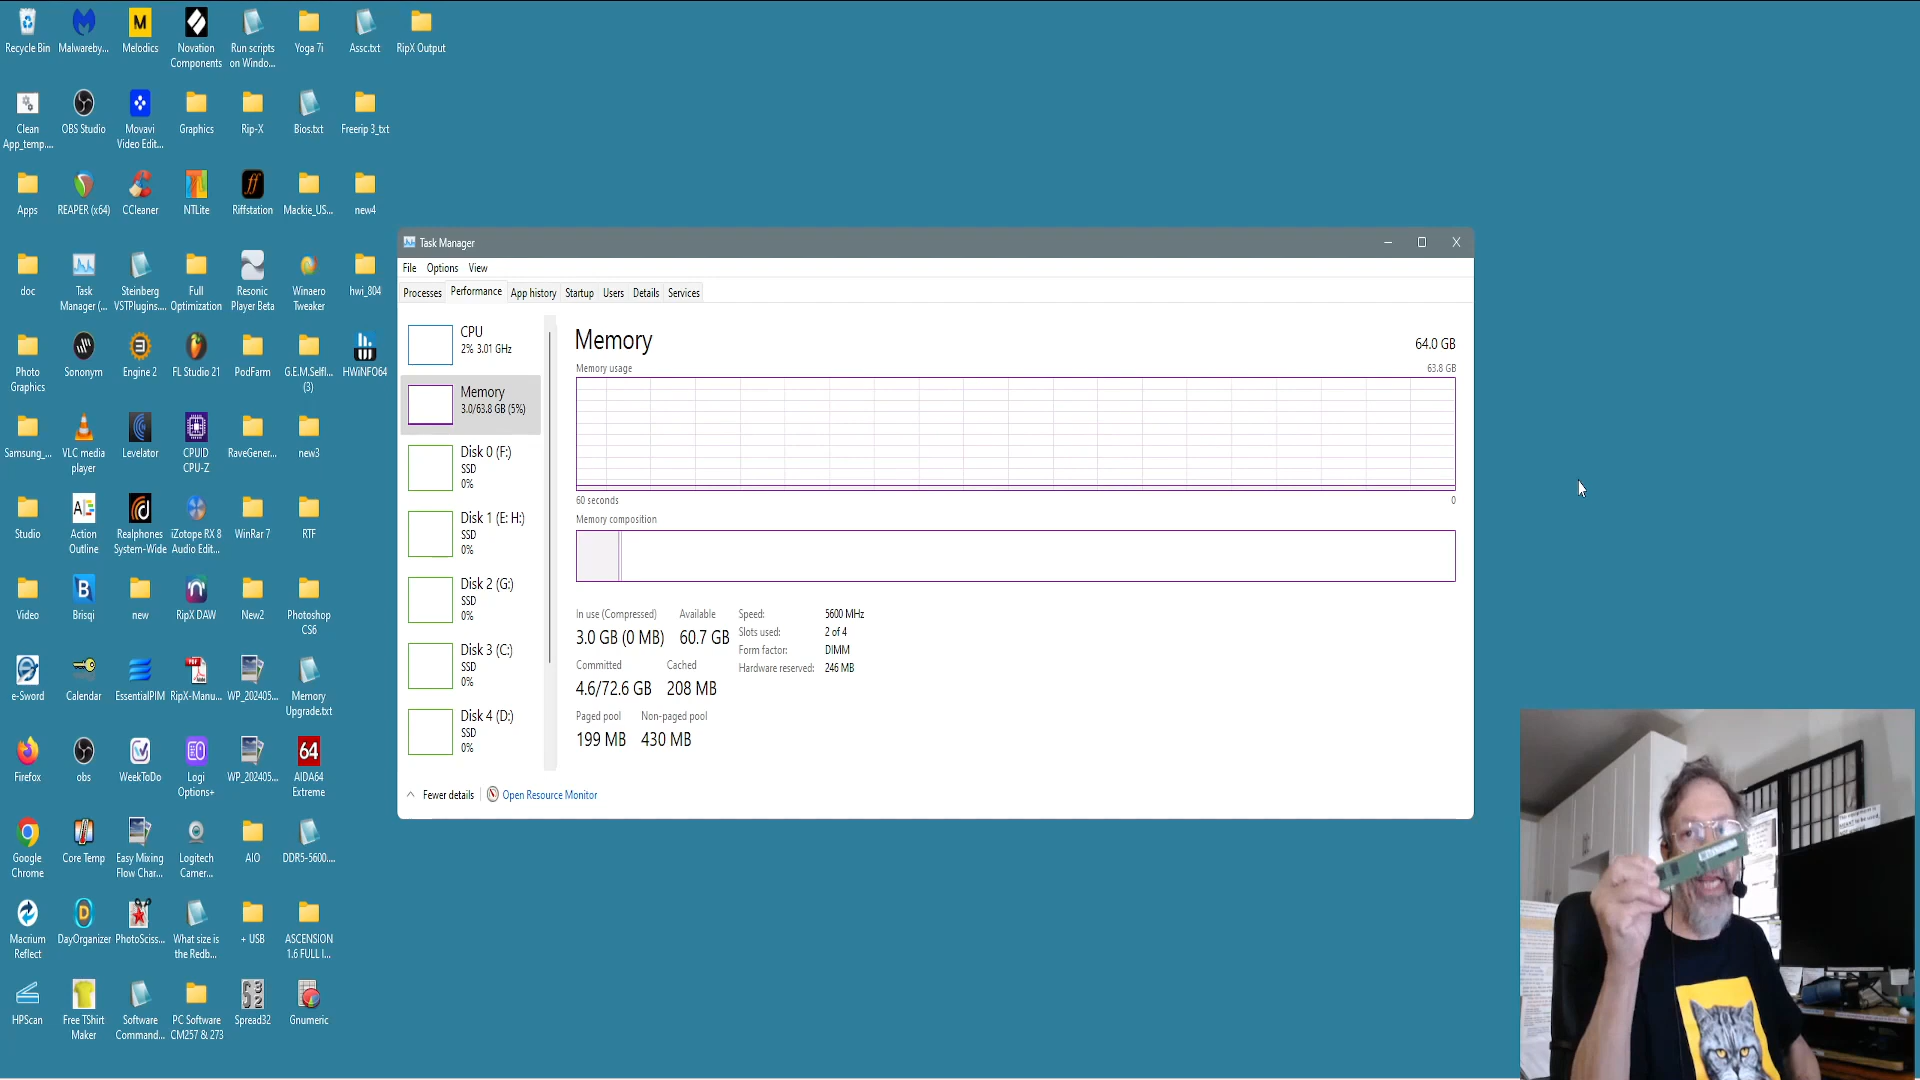 Recycle Bin
Malwareby...
Melodics
Novation
Components
Run scripts
on Windo...
Yoga 7i
Assc.txt
RipX Output
Clean
App_temp....
OBS Studio
Movavi
Video Edit...
Graphics
Rip-X
Bios.txt
Freerip 3_txt
Apps
REAPER (x64)
CCleaner
NTLite
Riffstation
Mackie_US...
new4
doc
Task
Manager (...
Steinberg
VSTPlugins....
Full
Optimization
Resonic
Player Beta
Winaero
Tweaker
hwi_804
Photo
Graphics
Sononym
Engine 2
FL Studio 21
PodFarm
G.E.M.Selfl...
(3)
HWiNFO64
Samsung_...
VLC media
player
Levelator
CPUID
CPU-Z
RaveGener...
new3
Studio
Action
Outline
Realphones
System-Wide
iZotope RX 8
Audio Edit...
WinRar 7
RTF
Video
Brisqi
new
RipX DAW
New2
Photoshop
CS6
e-Sword
Calendar
EssentialPIM
RipX-Manu...
WP_202405...
Memory
Upgrade.txt
Firefox
obs
WeekToDo
Logi
Options+
WP_202405...
64
AIDA64
Extreme
Google
Chrome
Core Temp
Easy Mixing
Flow Char...
Logitech
Camer...
AIO
DDR5-5600....
Macrium
Reflect
DayOrganizer
PhotoSciss...
What size is
the Redb...
+ USB
ASCENSION
1.6 FULL I...
HPScan
Free TShirt
Maker
Software
Command...
PC Software
CM257 & 273
Spread32
Gnumeric
Task Manager
File Options View
Processes Performance App history Startup Users Details Services
CPU
2% 3.01 GHz
Memory
3.0/63.8 GB (5%)
Disk 0 (F:)
SSD
0%
Disk 1 (E: H:)
SSD
0%
Disk 2 (G:)
SSD
0%
Disk 3 (C:)
SSD
0%
Disk 4 (D:)
SSD
0%
Memory 64.0 GB
Memory usage 63.8 GB
60 seconds 0
Memory composition
In use (Compressed) Available
3.0 GB (0 MB) 60.7 GB
Committed Cached
4.6/72.6 GB 208 MB
Paged pool Non-paged pool
199 MB 430 MB
Speed: 5600 MHz
Slots used: 2 of 4
Form factor: DIMM
Hardware reserved: 246 MB
Fewer details Open Resource Monitor